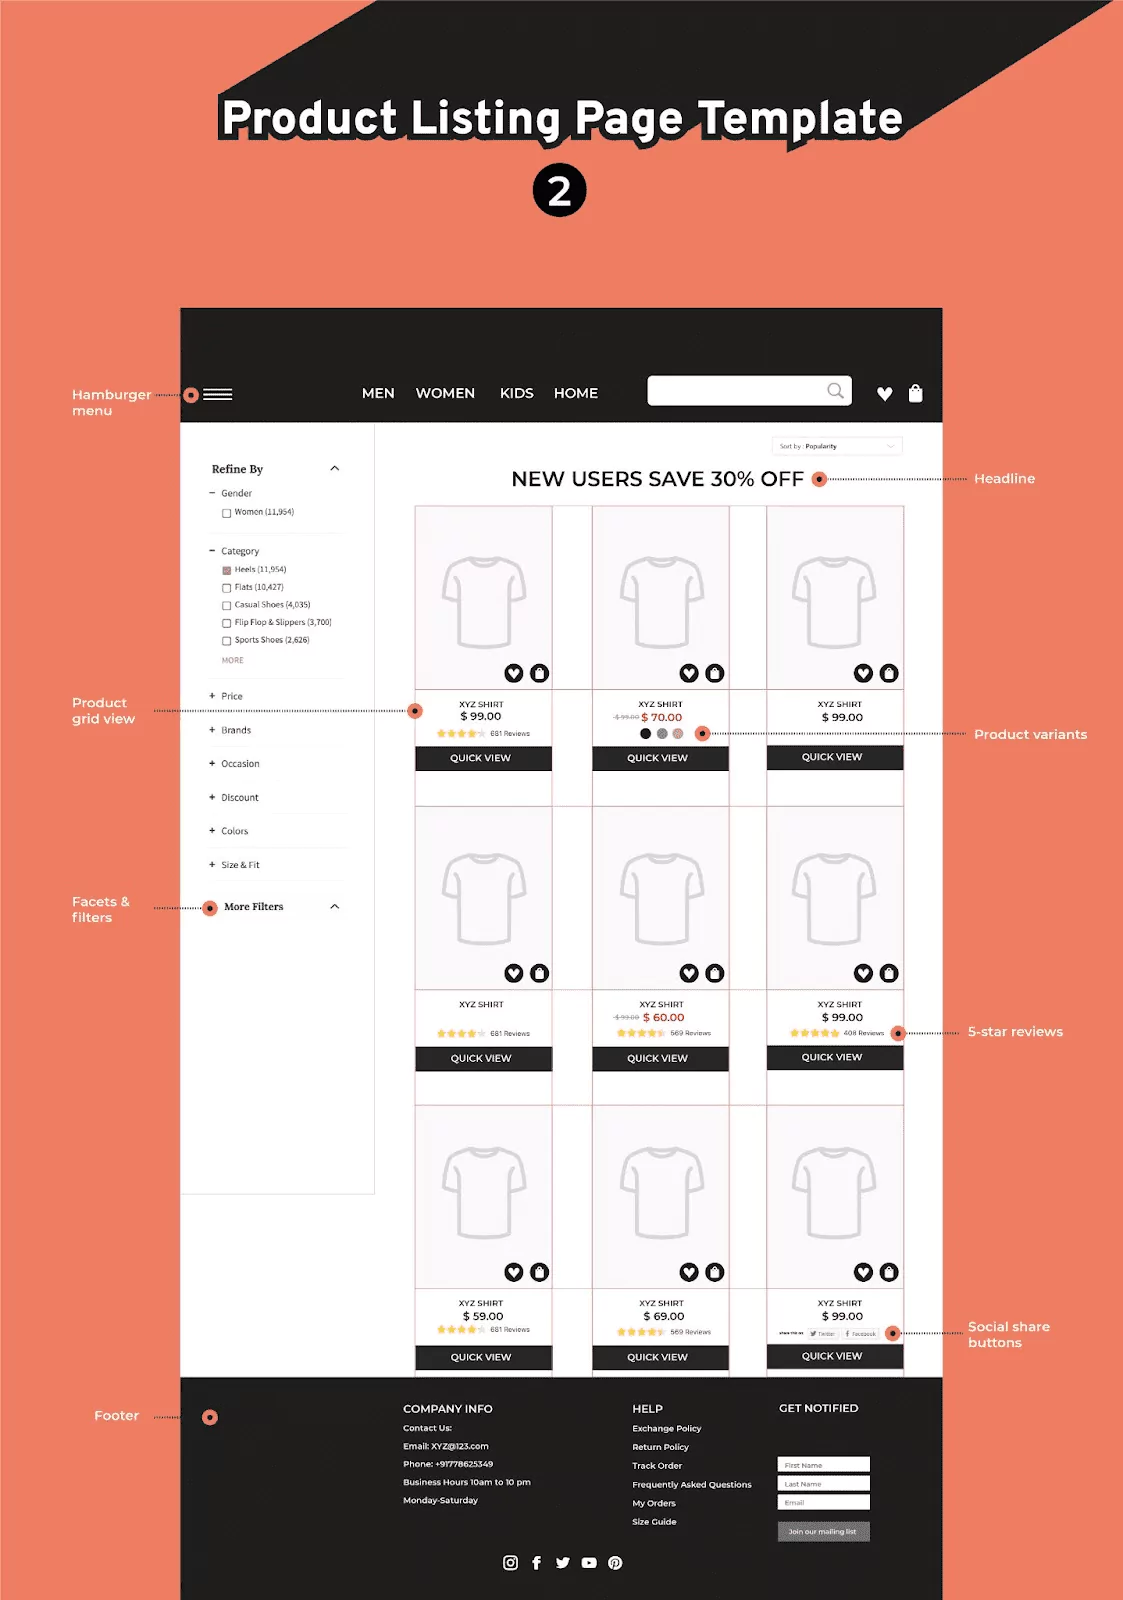 Product Listing Page Template
2
Hamburger
menu
MEN WOMEN KIDS HOME
Sort by : Popularity
NEW USERS SAVE 30% OFF
Headline
Refine By
Gender
Women (11,954)
Category
Heels (11,954)
Flats (10,427)
Casual Shoes (4,035)
Flip Flop & Slippers (3,700)
Sports Shoes (2,626)
MORE
Price
Brands
Occasion
Discount
Colors
Size & Fit
More Filters
Product
grid view
Facets &
filters
XYZ SHIRT
$ 99.00
681 Reviews
QUICK VIEW
XYZ SHIRT
$ 99.00 $ 70.00
QUICK VIEW
Product variants
XYZ SHIRT
$ 99.00
QUICK VIEW
XYZ SHIRT
681 Reviews
QUICK VIEW
XYZ SHIRT
$ 99.00 $ 60.00
569 Reviews
QUICK VIEW
XYZ SHIRT
$ 99.00
408 Reviews
QUICK VIEW
5-star reviews
XYZ SHIRT
$ 59.00
681 Reviews
QUICK VIEW
XYZ SHIRT
$ 69.00
569 Reviews
QUICK VIEW
XYZ SHIRT
$ 99.00
Twitter Facebook
QUICK VIEW
Social share
buttons
Footer
COMPANY INFO
Contact Us:
Email: XYZ@123.com
Phone: +91778625349
Business Hours 10am to 10 pm
Monday-Saturday
HELP
Exchange Policy
Return Policy
Track Order
Frequently Asked Questions
My Orders
Size Guide
GET NOTIFIED
First Name
Last Name
Email
Join our mailing list